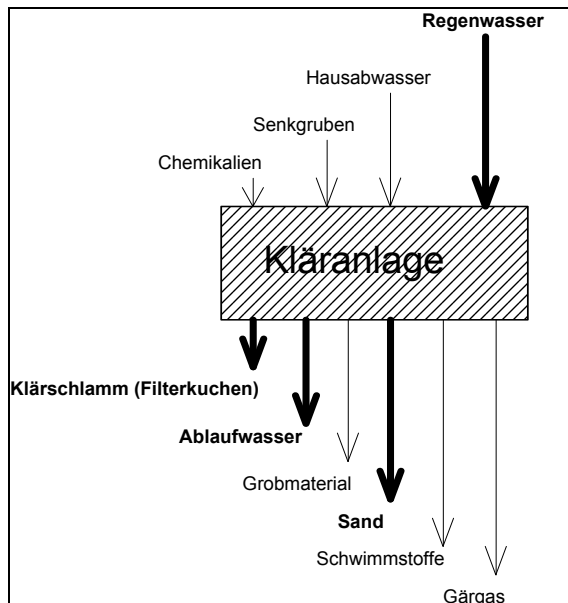 Regenwasser
Hausabwasser
Senkgruben
Chemikalien
Kläranlage
Klärschlamm (Filterkuchen)
Ablaufwasser
Grobmaterial
Sand
Schwimmstoffe
Gärgas